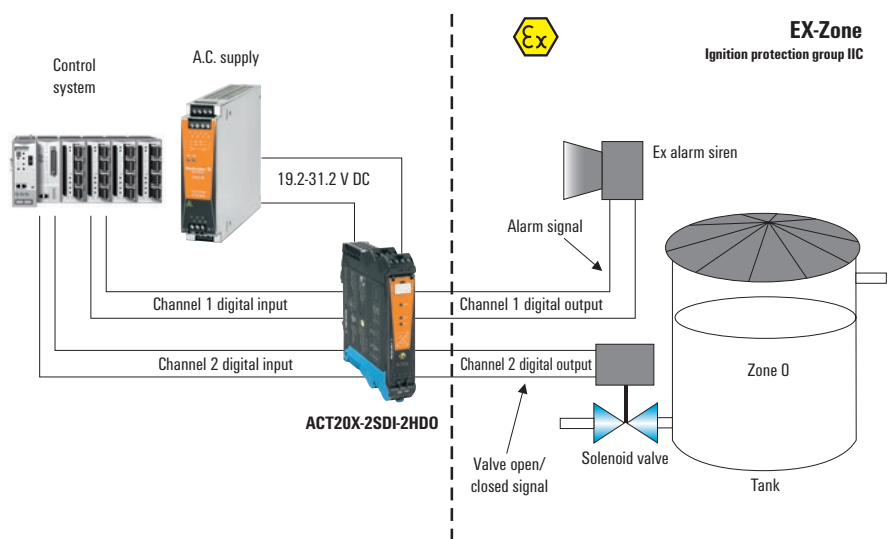 EX-Zone
Ignition protection group IIC
Ex
Control
system
A.C. supply
19.2-31.2 V DC
Ex alarm siren
Alarm signal
Channel 1 digital input
Channel 1 digital output
Channel 2 digital input
Channel 2 digital output
Zone 0
ACT20X-2SDI-2HDO
Valve open/
closed signal
Solenoid valve
Tank